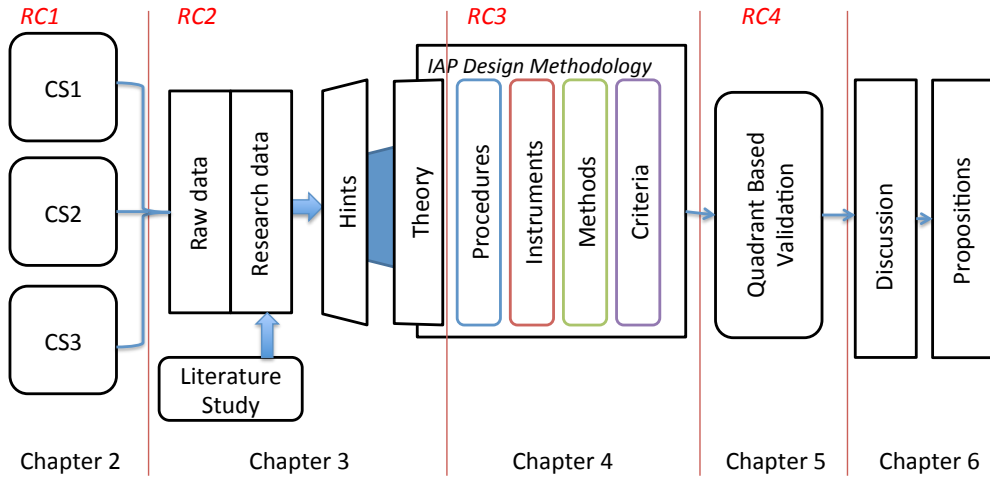 RC1
RC2
RC3
RC4
CS1
CS2
CS3
Raw data
Research data
Literature
Study
Hints
Theory
IAP Design Methodology
Procedures
Instruments
Methods
Criteria
Quadrant Based
Validation
Discussion
Propositions
Chapter 2
Chapter 3
Chapter 4
Chapter 5
Chapter 6